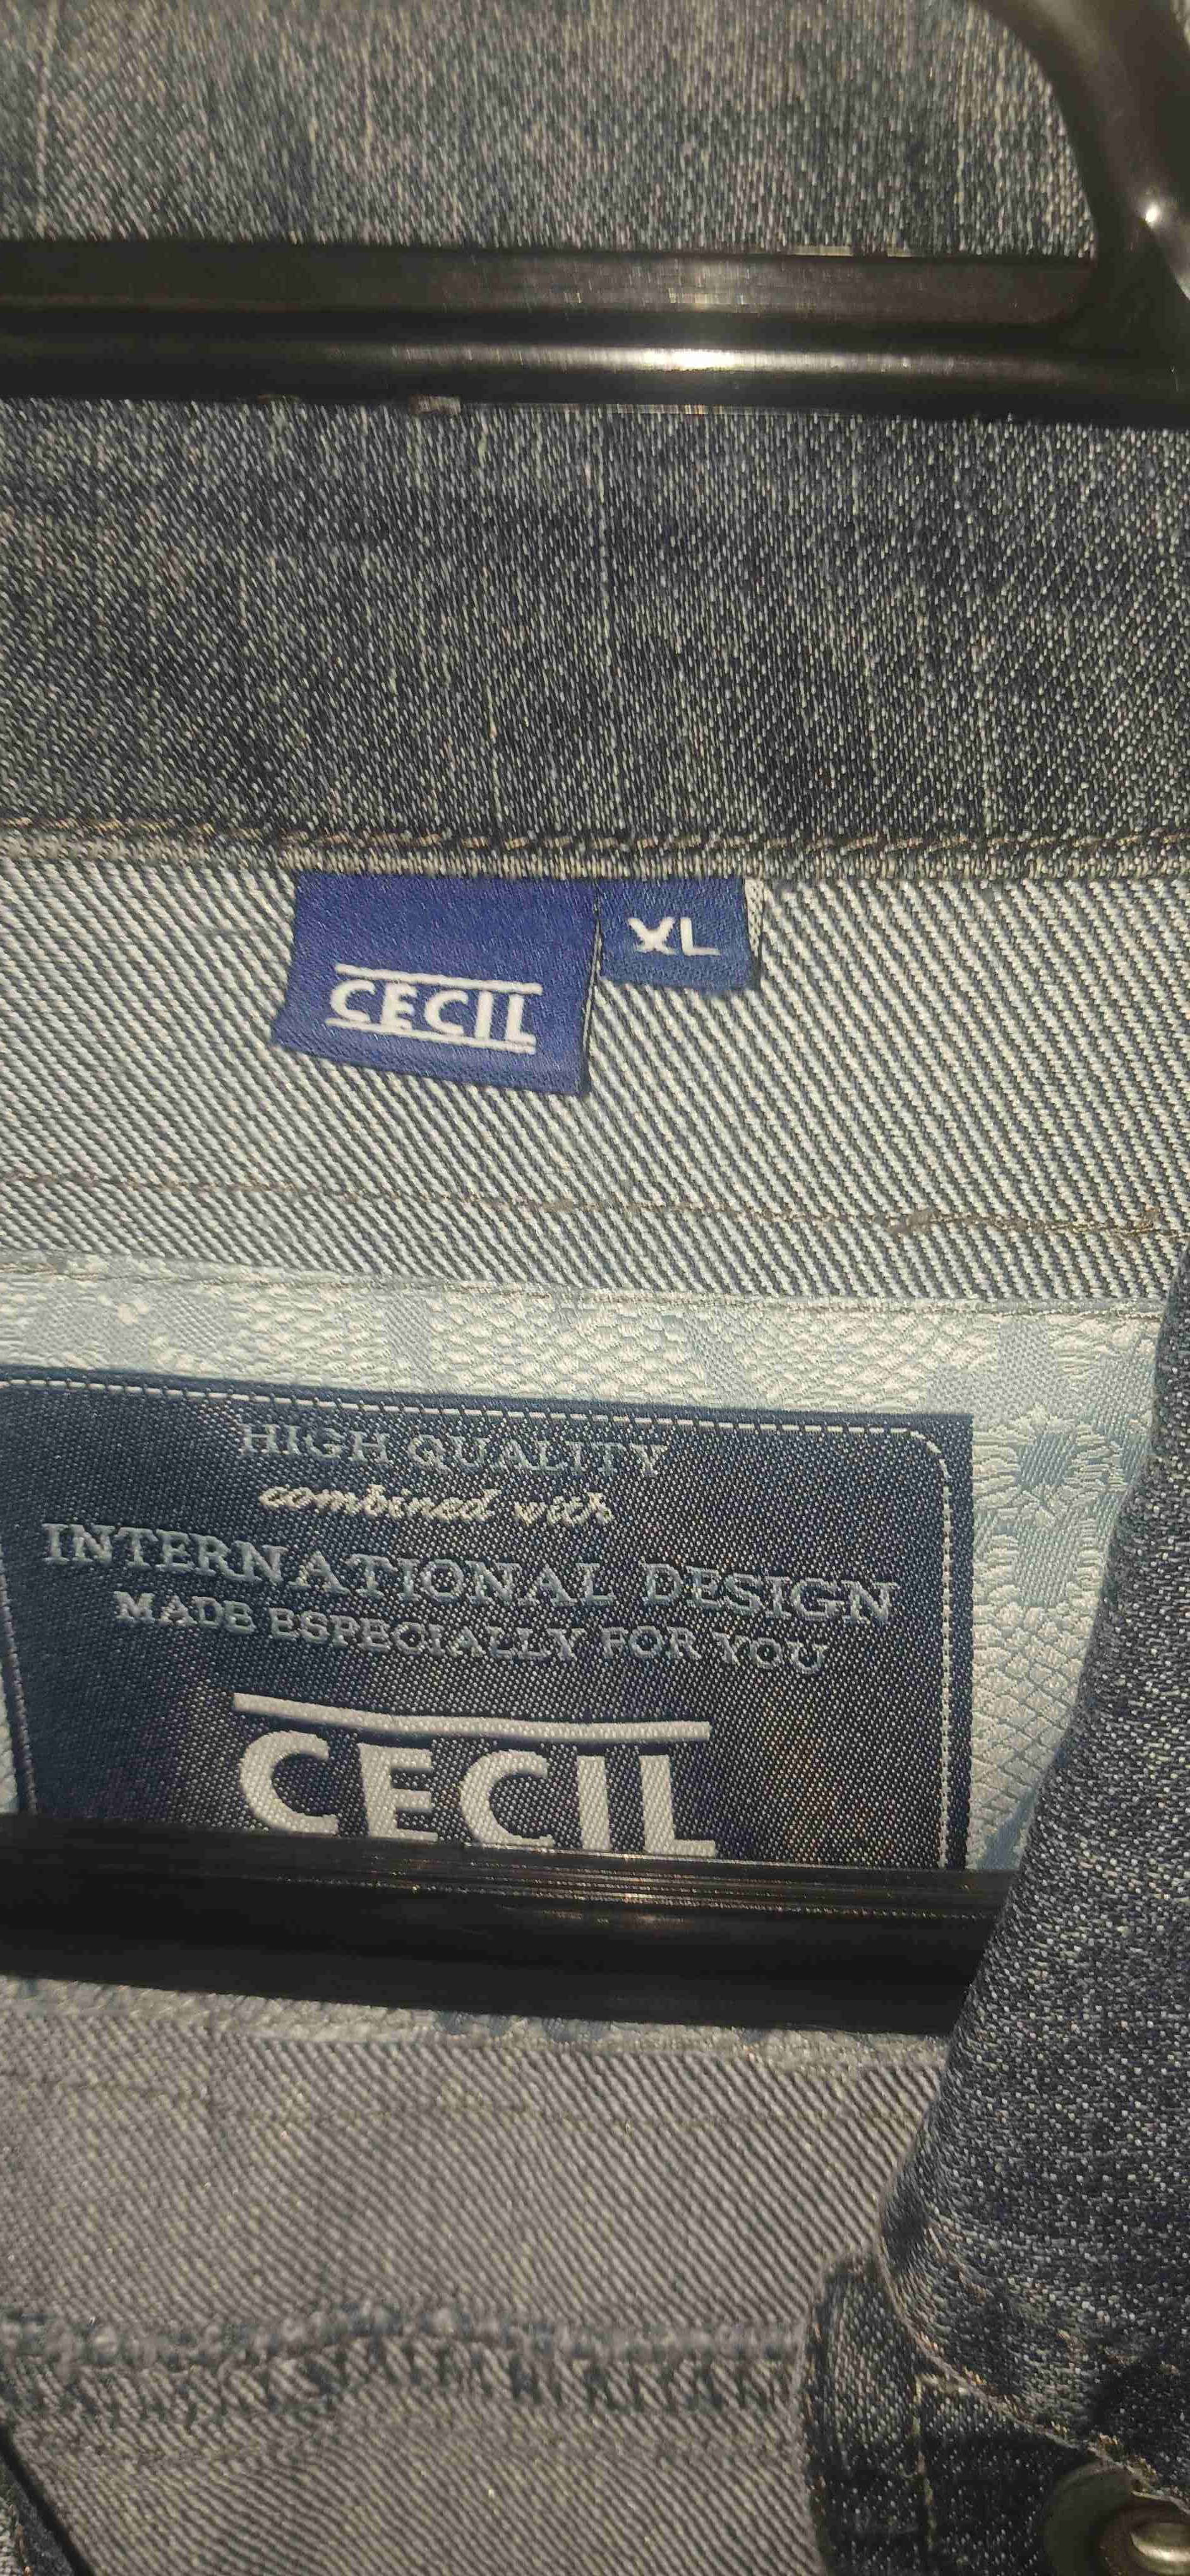 CECIL
XL
HIGH QUALITY
combined with
INTERNATIONAL DESIGN
MADE ESPECIALLY FOR YOU
CECIL